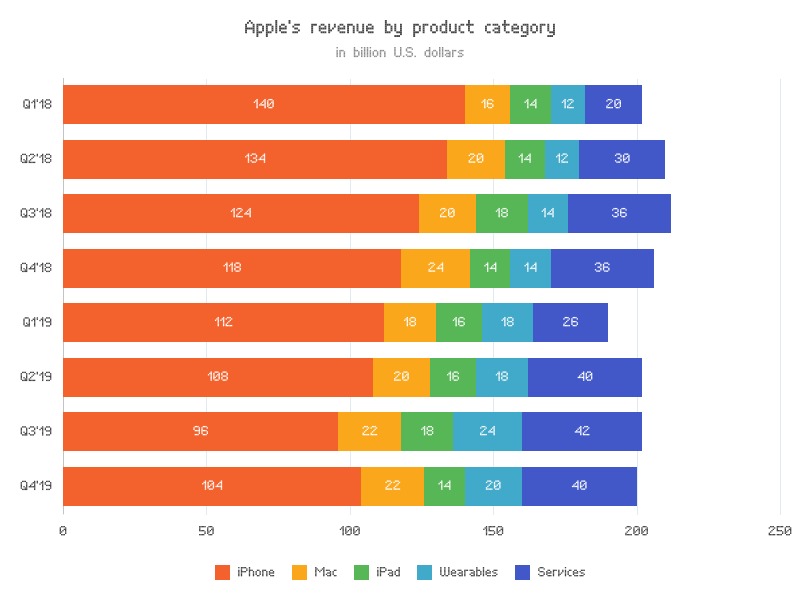 Apple's revenue by product category
in billion U.S. dollars
Q1'18 140 16 14 12 20
Q2'18 134 20 14 12 30
Q3'18 124 20 18 14 36
Q4'18 118 24 14 14 36
Q1'19 112 18 16 18 26
Q2'19 108 20 16 18 40
Q3'19 96 22 18 24 42
Q4'19 104 22 14 20 40
0 50 100 150 200 250
iPhone Mac iPad Wearables Services